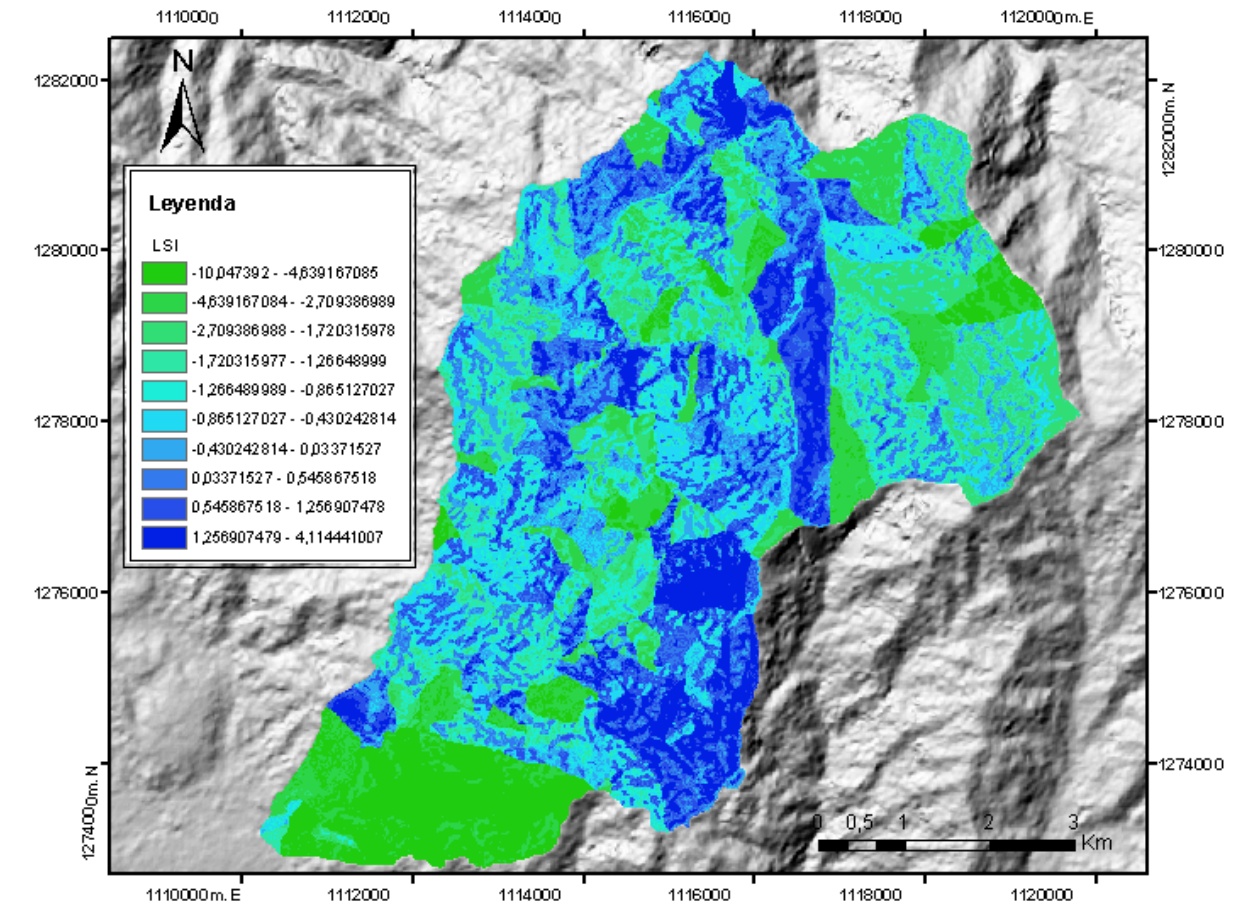 1110000 1112000 1114000 1116000 1118000 1120000m. E
N
1282000
1282000m. N
Leyenda
1280000 1280000
LSI
-10,047392 - -4,639167085
-4,639167084 - -2,709386989
-2,709386988 - -1,720315978
-1,720315977 - -1,26648999
-1,266489989 - -0,865127027
-0,865127027 - -0,430242814
-0,430242814 - 0,03371527
0,03371527 - 0,545867518
0,545867518 - 1,256907478
1,256907479 - 4,114441007
1278000 1278000
1276000 1276000
1274000m. N
1274000
0 0,5 1 2 3
Km
1110000m. E 1112000 1114000 1116000 1118000 1120000